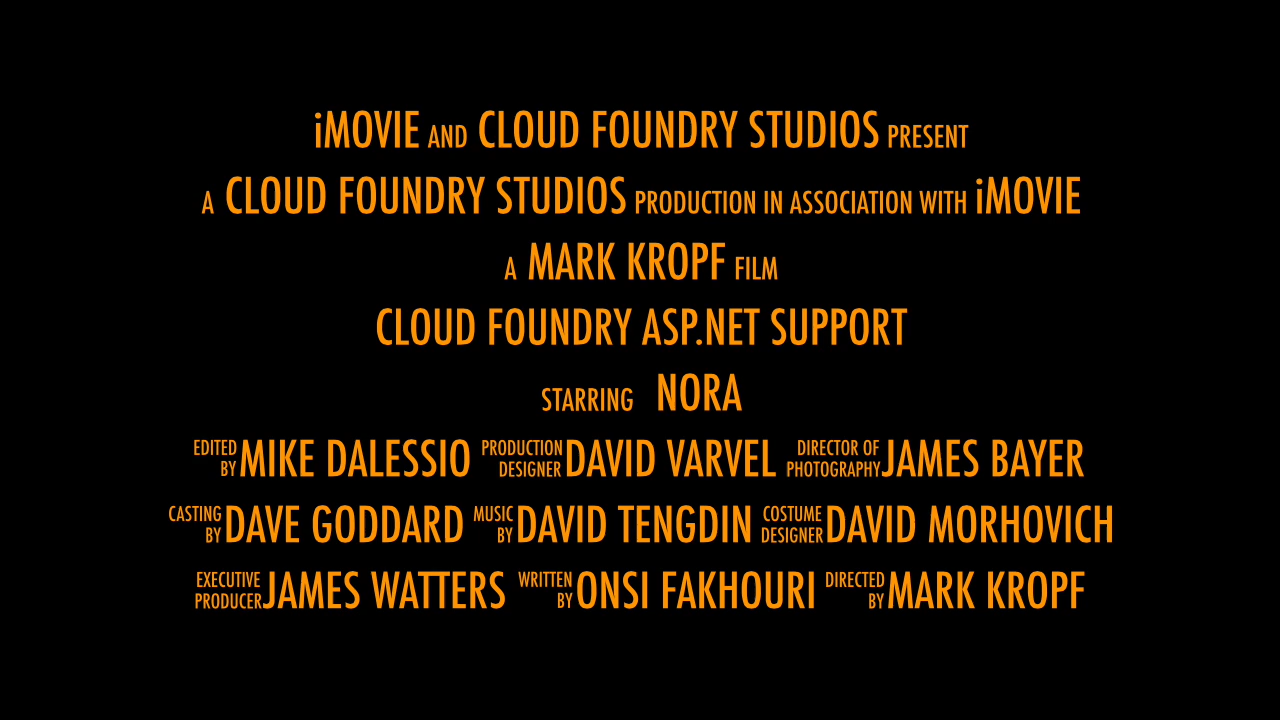 iMOVIE AND CLOUD FOUNDRY STUDIOS PRESENT
A CLOUD FOUNDRY STUDIOS PRODUCTION IN ASSOCIATION WITH iMOVIE
A MARK KROPF FILM
CLOUD FOUNDRY ASP.NET SUPPORT
STARRING NORA
EDITED BY MIKE DALESSIO PRODUCTION DESIGNER DAVID VARVEL DIRECTOR OF PHOTOGRAPHY JAMES BAYER
CASTING BY DAVE GODDARD MUSIC BY DAVID TENGDIN COSTUME DESIGNER DAVID MORHOVICH
EXECUTIVE PRODUCER JAMES WATTERS WRITTEN BY ONSI FAKHOURI DIRECTED BY MARK KROPF